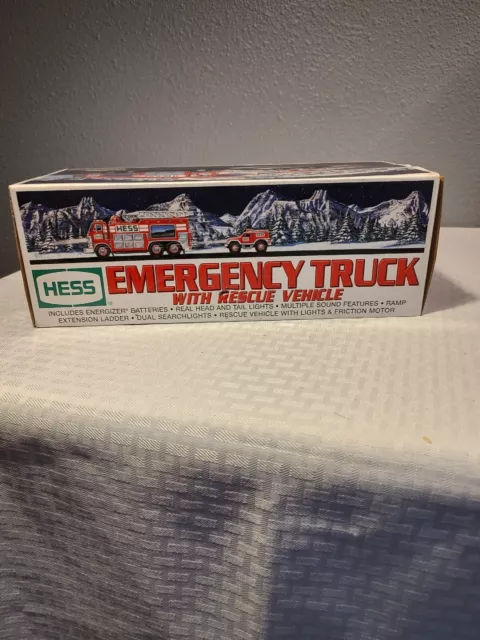 HESS
HESS
EMERGENCY TRUCK
WITH RESCUE VEHICLE
INCLUDES ENERGIZER® BATTERIES • REAL HEAD AND TAIL LIGHTS • MULTIPLE SOUND FEATURES • RAMP
EXTENSION LADDER • DUAL SEARCHLIGHTS • RESCUE VEHICLE WITH LIGHTS & FRICTION MOTOR